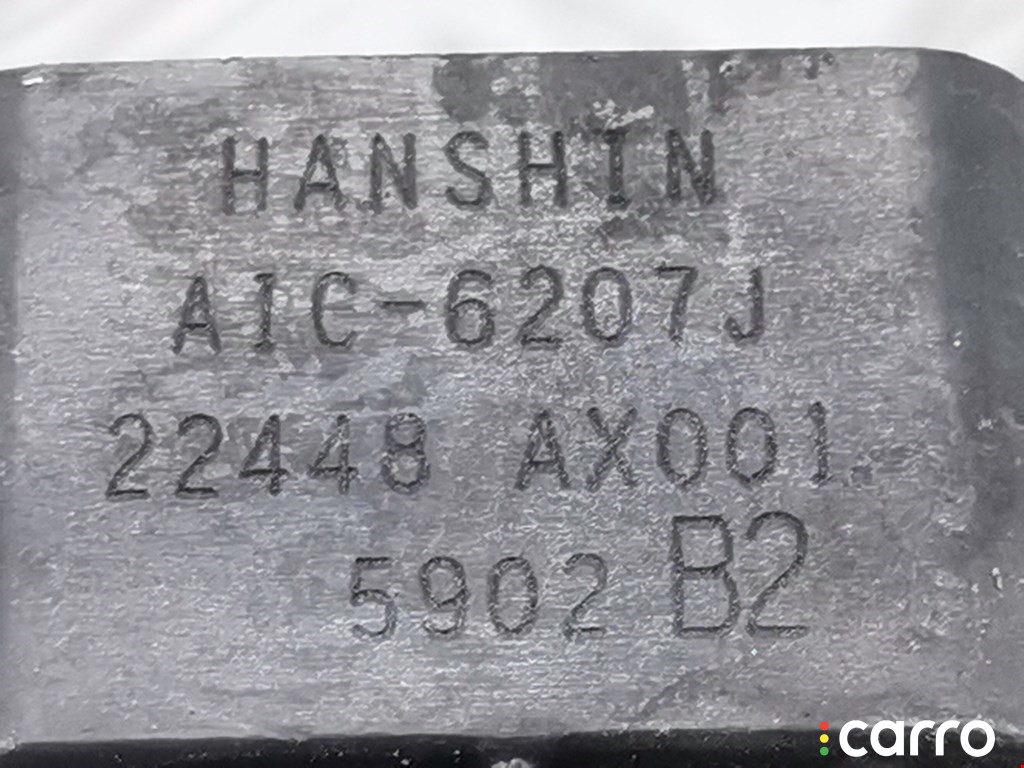 HANSHIN
AIC-6207J
22448 AX001.
5902 B2
carro